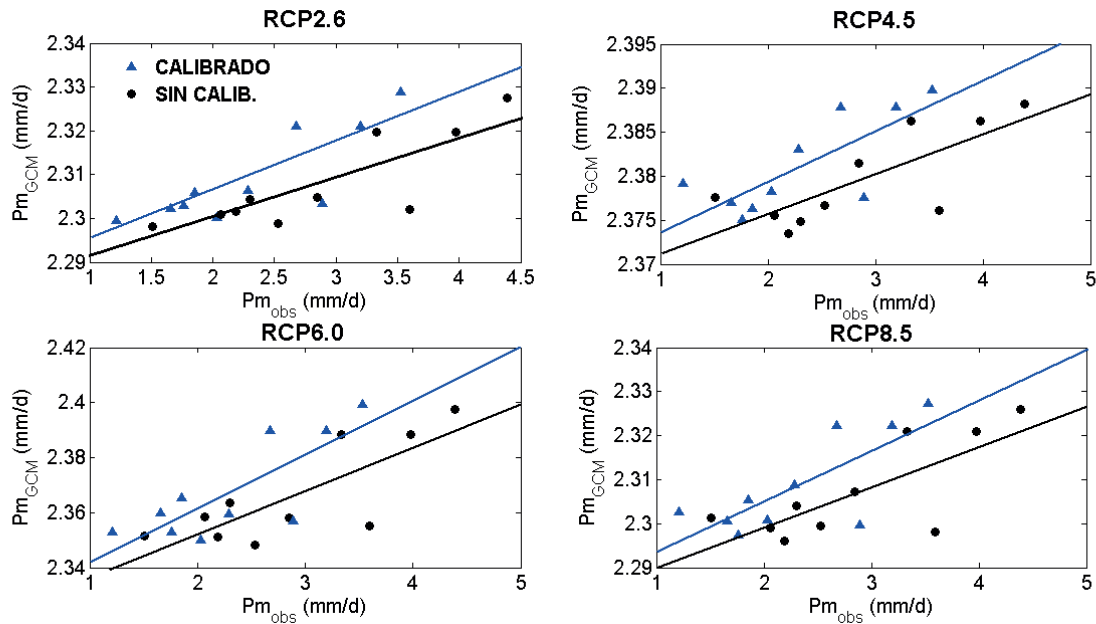 RCP2.6
2.34
2.33
2.32
2.31
2.3
2.29
Pm_GCM (mm/d)
CALIBRADO
SIN CALIB.
1 1.5 2 2.5 3 3.5 4 4.5
Pm_obs (mm/d)
RCP4.5
2.395
2.39
2.385
2.38
2.375
2.37
Pm_GCM (mm/d)
1 2 3 4 5
Pm_obs (mm/d)
RCP6.0
2.42
2.4
2.38
2.36
2.34
Pm_GCM (mm/d)
1 2 3 4 5
Pm_obs (mm/d)
RCP8.5
2.34
2.33
2.32
2.31
2.3
2.29
Pm_GCM (mm/d)
1 2 3 4 5
Pm_obs (mm/d)